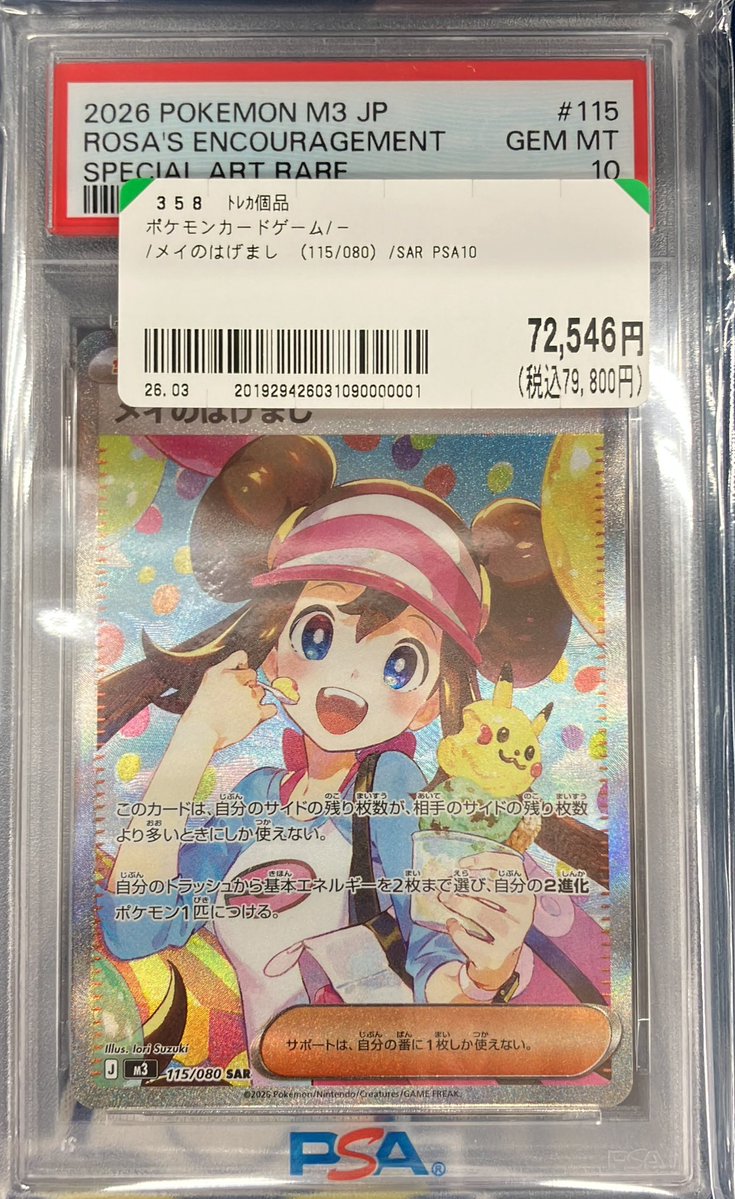 2026 POKEMON M3 JP #115
ROSA'S ENCOURAGEMENT GEM MT
SPECIAL ART RARE 10
358 ﾄﾚｶ個品
ポケモンカードゲーム/－
/メイのはげまし (115/080) /SAR PSA10
72,546円
(税込79,800円)
26.03 201929426031090000001
メイのはげまし
このカードは、自分のサイドの残り枚数が、相手のサイドの残り枚数
より多いときにしか使えない。
自分のトラッシュから基本エネルギーを2枚まで選び、自分の2進化
ポケモン1匹につける。
サポートは、自分の番に1枚しか使えない。
Illus. Iori Suzuki
J M3 115/080 SAR
©2026 Pokémon/Nintendo/Creatures/GAME FREAK.
PSA®
PSA